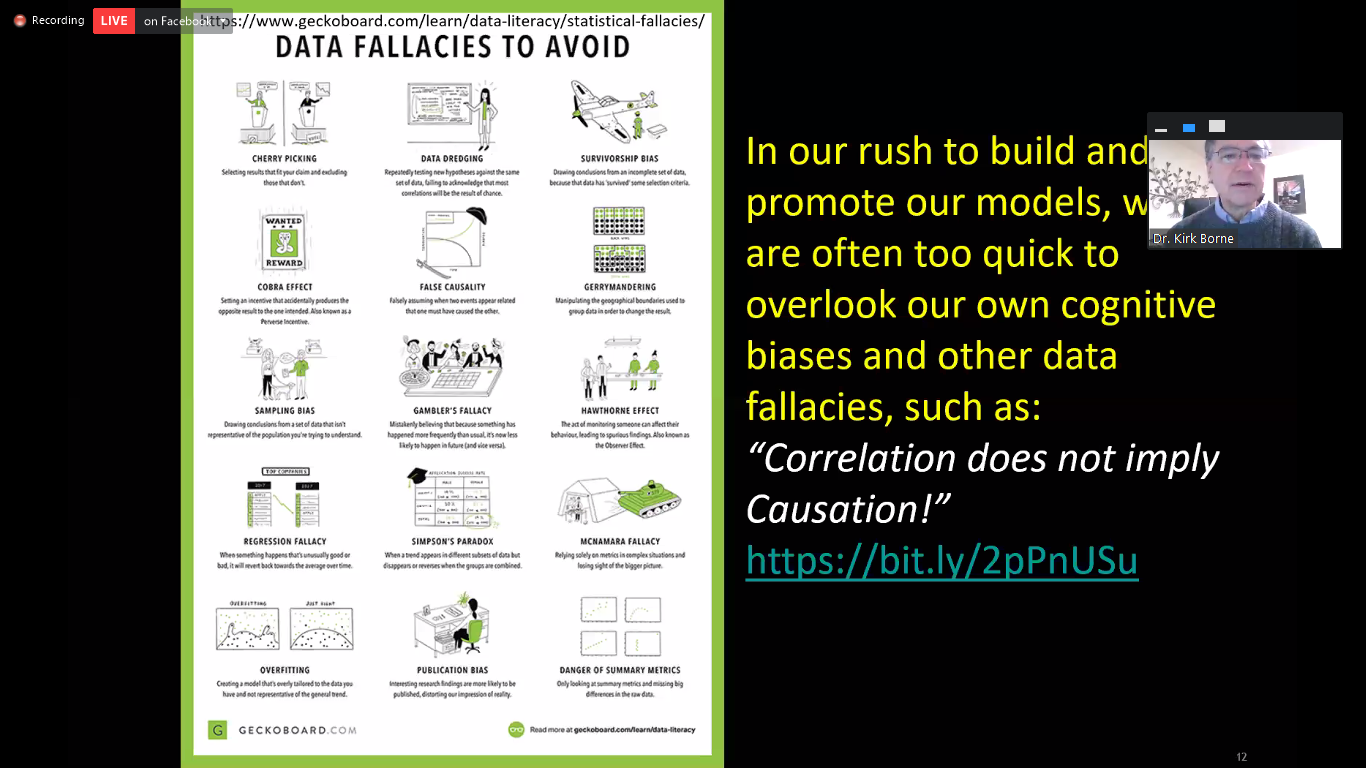 Recording
LIVE
on Facebook
https://www.geckoboard.com/learn/data-literacy/statistical-fallacies/
DATA FALLACIES TO AVOID
CHERRY PICKING
Selecting results that fit your claim and excluding
those that don't.
DATA DREDGING
Repeatedly testing new hypotheses against the same
set of data, failing to acknowledge that most
correlations will be the result of chance.
SURVIVORSHIP BIAS
Drawing conclusions from an incomplete set of data,
because that data has 'survived' some selection criteria.
WANTED
REWARD
COBRA EFFECT
Setting an incentive that accidentally produces the
opposite result to the one intended. Also known as a
Perverse Incentive.
FALSE CAUSALITY
Falsely assuming when two events appear related
that one must have caused the other.
GERRYMANDERING
Manipulating the geographical boundaries used to
group data in order to change the result.
SAMPLING BIAS
Drawing conclusions from a set of data that isn't
representative of the population you're trying to understand.
GAMBLER'S FALLACY
Mistakenly believing that because something has
happened more frequently than usual, it's now less
likely to happen in future (and vice versa).
HAWTHORNE EFFECT
The act of monitoring someone can affect their
behaviour, leading to spurious findings. Also known as
the Observer Effect.
TOP COMPANIES
REGRESSION FALLACY
When something happens that's unusually good or
bad, it will revert back towards the average over time.
SIMPSON'S PARADOX
When a trend appears in different subsets of data but
disappears or reverses when the groups are combined.
MCNAMARA FALLACY
Relying solely on metrics in complex situations and
losing sight of the bigger picture.
OVERFITTING
JUST RIGHT
OVERFITTING
Creating a model that's overly tailored to the data you
have and not representative of the general trend.
PUBLICATION BIAS
Interesting research findings are more likely to be
published, distorting our impression of reality.
DANGER OF SUMMARY METRICS
Only looking at summary metrics and missing big
differences in the raw data.
G GECKOBOARD.COM
Read more at geckoboard.com/learn/data-literacy
In our rush to build and
promote our models, w
are often too quick to
overlook our own cognitive
biases and other data
fallacies, such as:
“Correlation does not imply
Causation!”
https://bit.ly/2pPnUSu
Dr. Kirk Borne
12